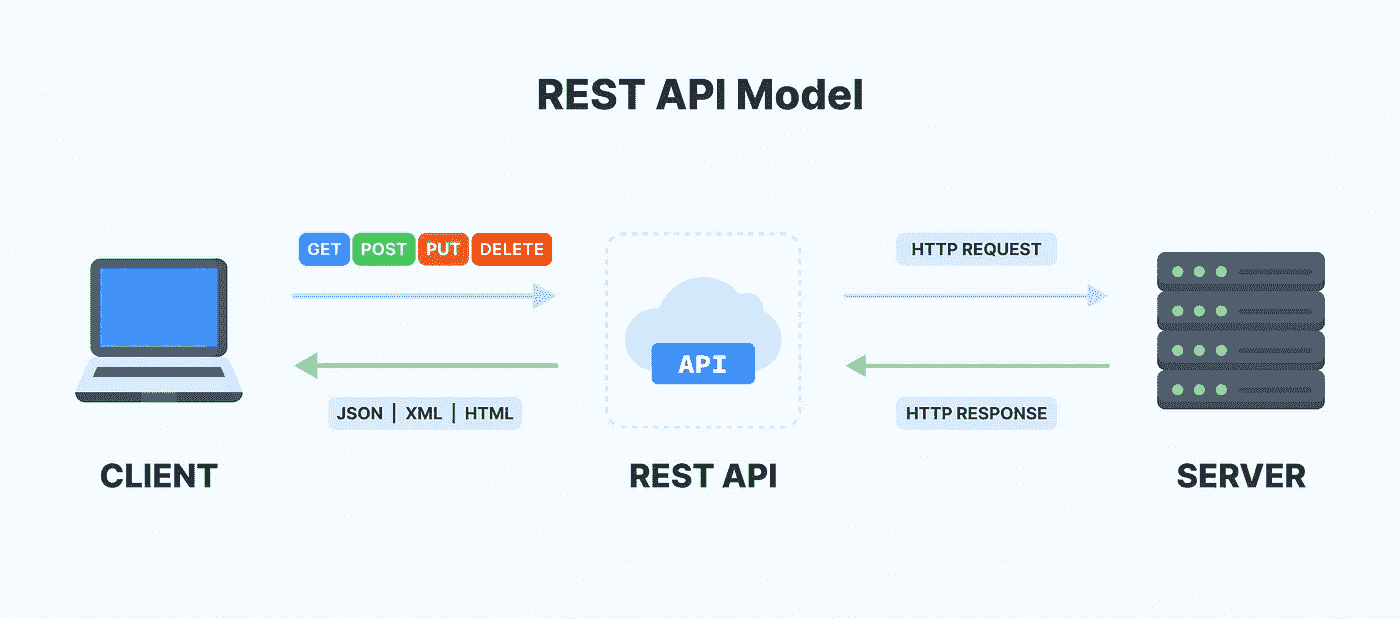 REST API Model
GET POST PUT DELETE
HTTP REQUEST
API
JSON | XML | HTML
HTTP RESPONSE
CLIENT
REST API
SERVER